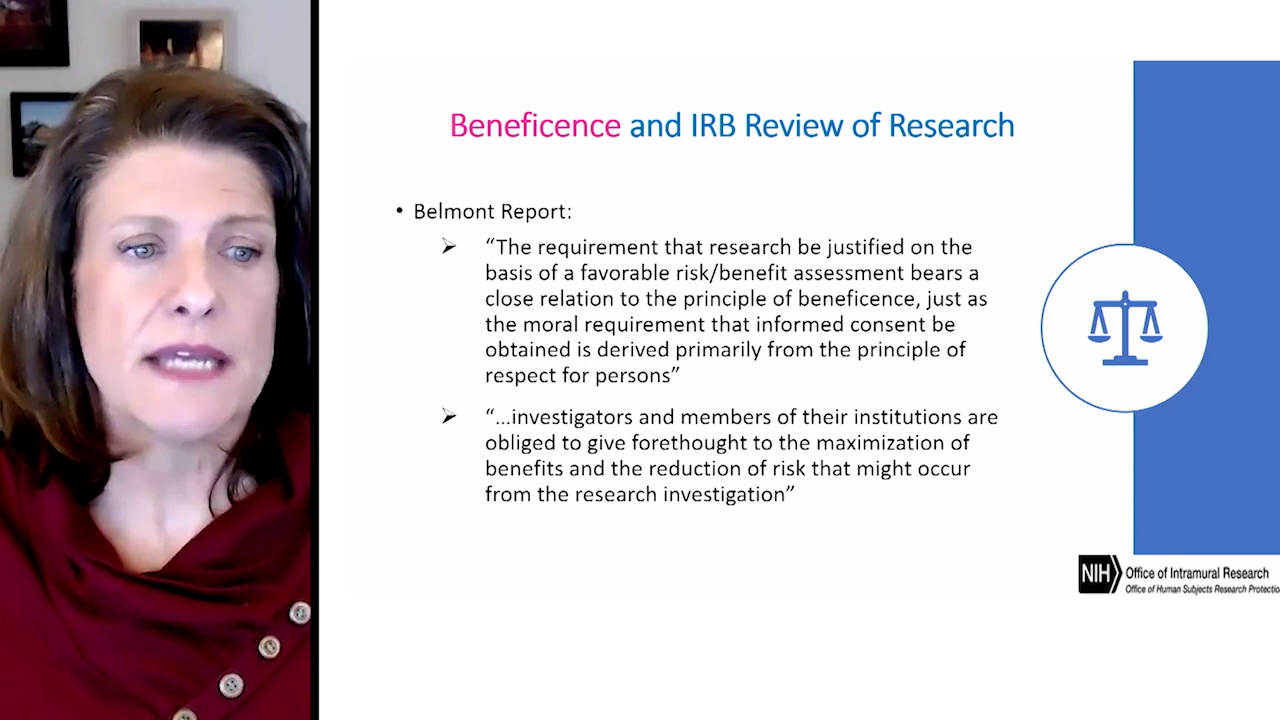 Beneficence and IRB Review of Research
• Belmont Report:
➢ “The requirement that research be justified on the
basis of a favorable risk/benefit assessment bears a
close relation to the principle of beneficence, just as
the moral requirement that informed consent be
obtained is derived primarily from the principle of
respect for persons”
➢ “...investigators and members of their institutions are
obliged to give forethought to the maximization of
benefits and the reduction of risk that might occur
from the research investigation”
NIH Office of Intramural Research
Office of Human Subjects Research Protectio